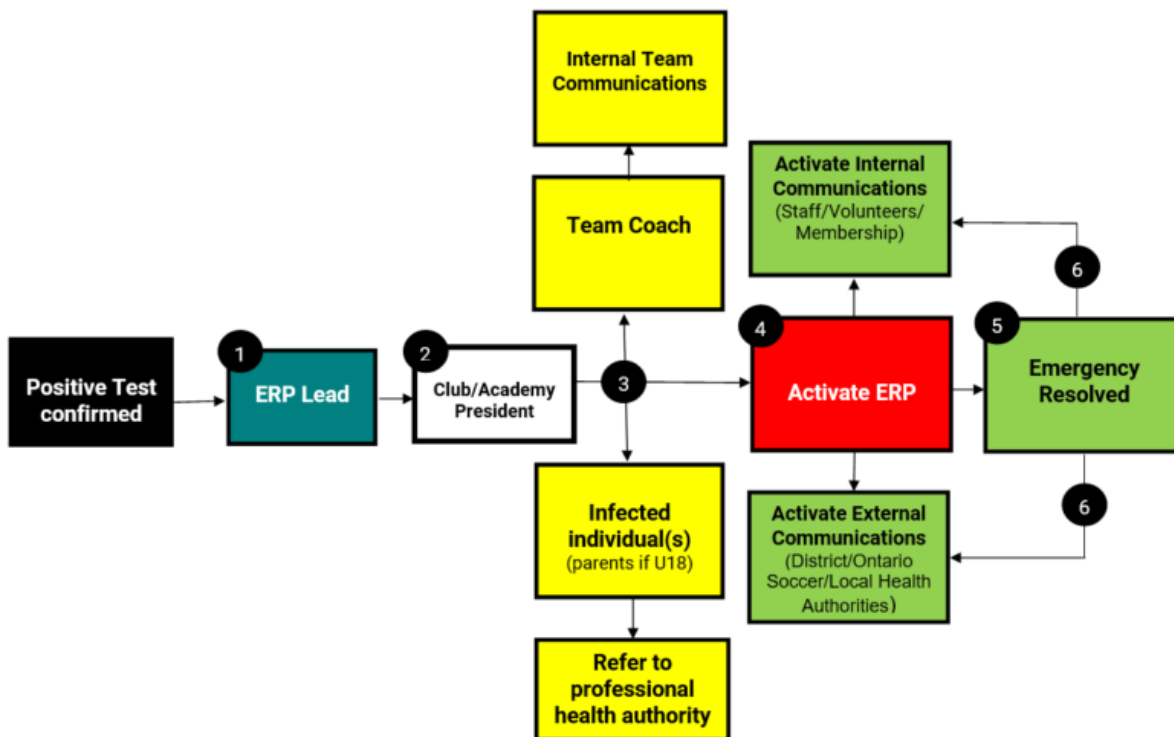 Internal Team
Communications
Team Coach
Activate Internal
Communications
(Staff/Volunteers/
Membership)
6
Positive Test
confirmed
1
ERP Lead
2
Club/Academy
President
3
4
Activate ERP
5
Emergency
Resolved
Infected
individual(s)
(parents if U18)
Activate External
Communications
(District/Ontario
Soccer/Local Health
Authorities)
6
Refer to
professional
health authority